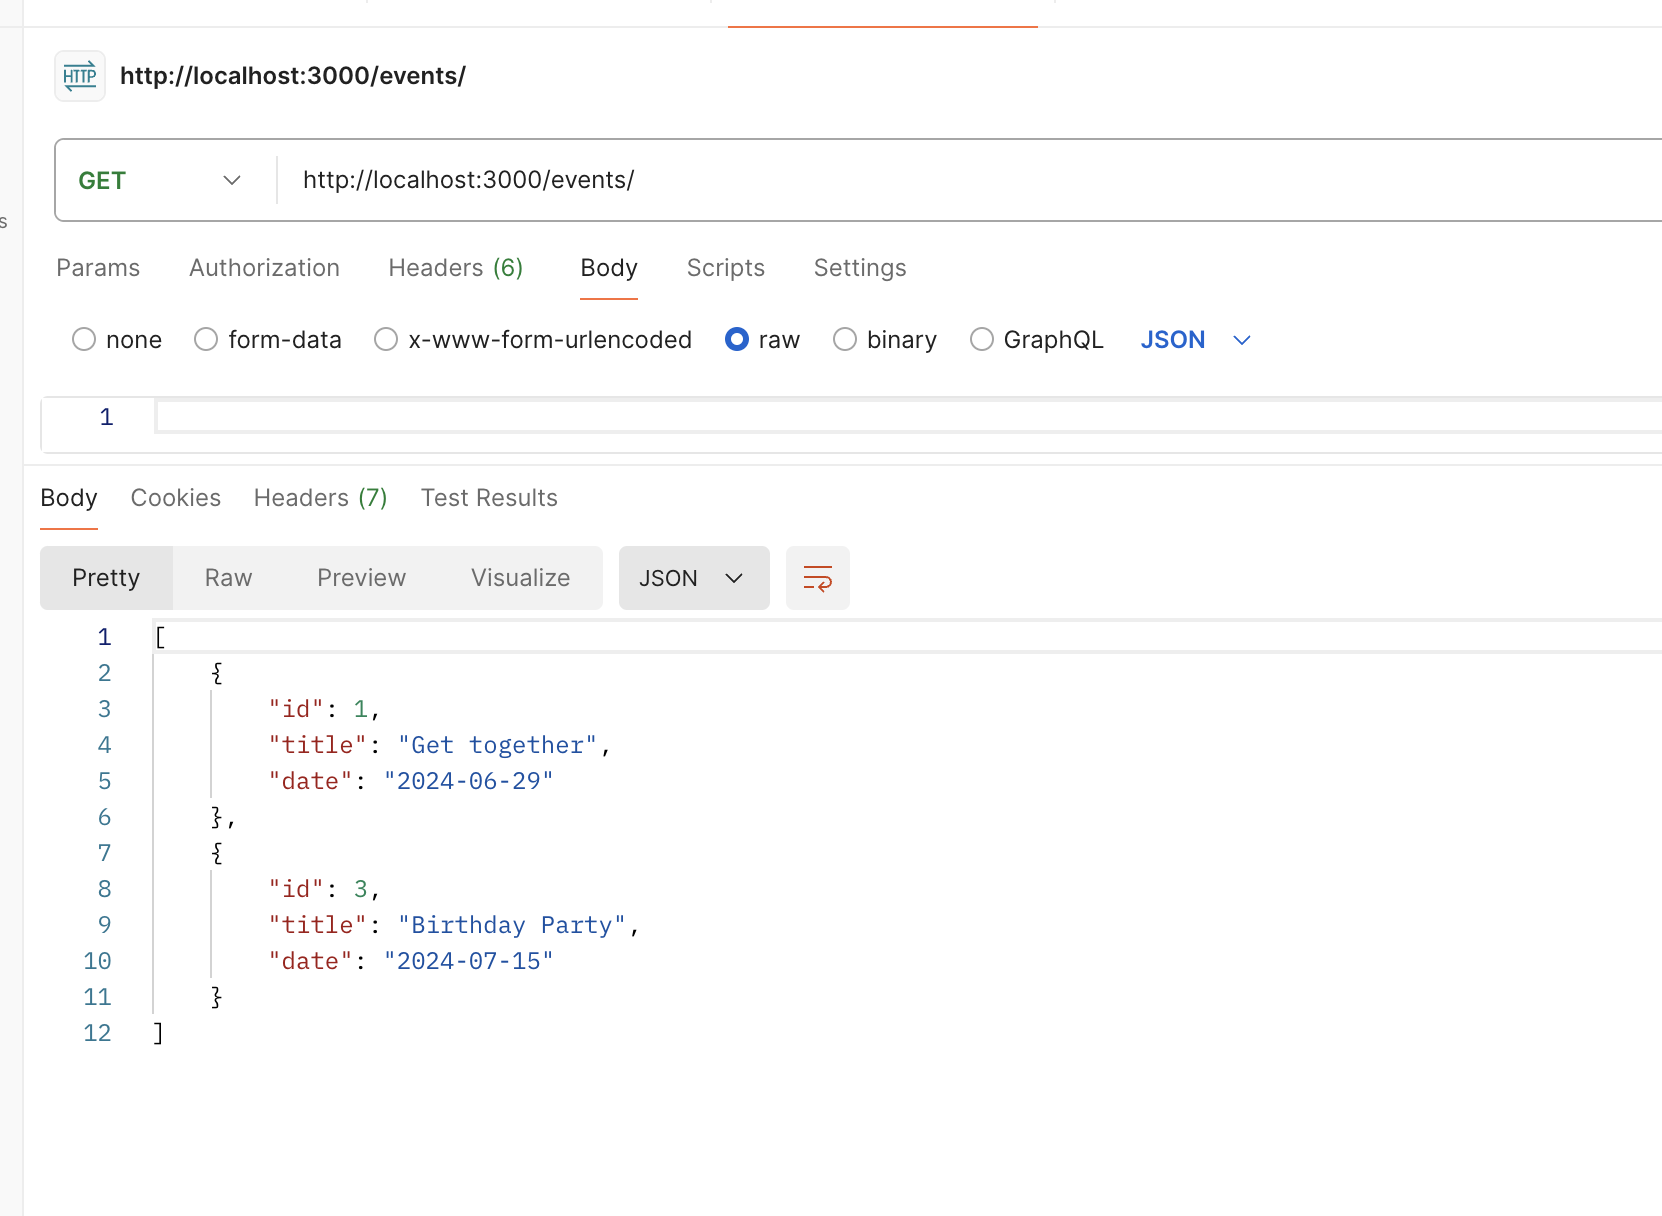 HTTP http://localhost:3000/events/
GET http://localhost:3000/events/
s
Params Authorization Headers (6) Body Scripts Settings
none form-data x-www-form-urlencoded raw binary GraphQL JSON
1
Body Cookies Headers (7) Test Results
Pretty Raw Preview Visualize JSON
1 [
2 {
3 "id": 1,
4 "title": "Get together",
5 "date": "2024-06-29"
6 },
7 {
8 "id": 3,
9 "title": "Birthday Party",
10 "date": "2024-07-15"
11 }
12 ]